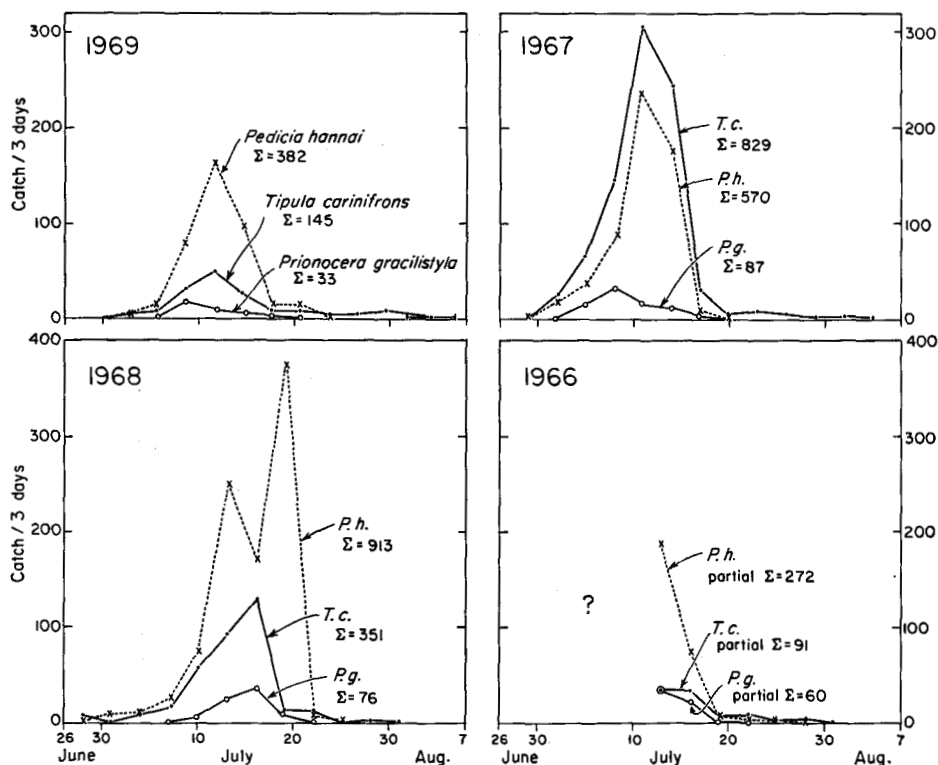 300
1969
200
Pedicia hannai
Σ=382
Tipula carinifrons
Σ=145
Prionocera gracilistyla
Σ=33
100
0
Catch / 3 days
1967
300
T.c.
Σ=829
P.h.
Σ=570
200
P.g.
Σ=87
100
0
400
1968
300
P.h.
Σ=913
200
T.c.
Σ=351
100
P.g.
Σ=76
0
Catch / 3 days
26 30 10 20 30 7
June July Aug.
1966
400
300
P.h.
partial Σ=272
200
?
T.c.
partial Σ=91
100
P.g.
partial Σ=60
0
26 30 10 20 30 7
June July Aug.